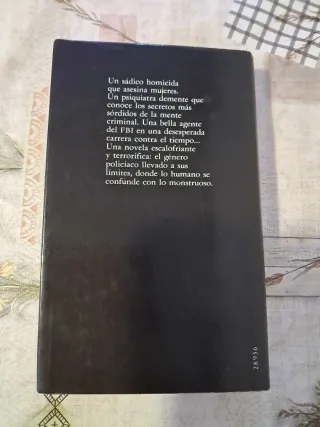 Un sádico homicida
que asesina mujeres.
Un psiquiatra demente que
conoce los secretos más
sórdidos de la mente
criminal. Una bella agente
del FBI en una desesperada
carrera contra el tiempo...
Una novela escalofriante
y terrorífica: el género
policíaco llevado a sus
límites, donde lo humano se
confunde con lo monstruoso.
28956